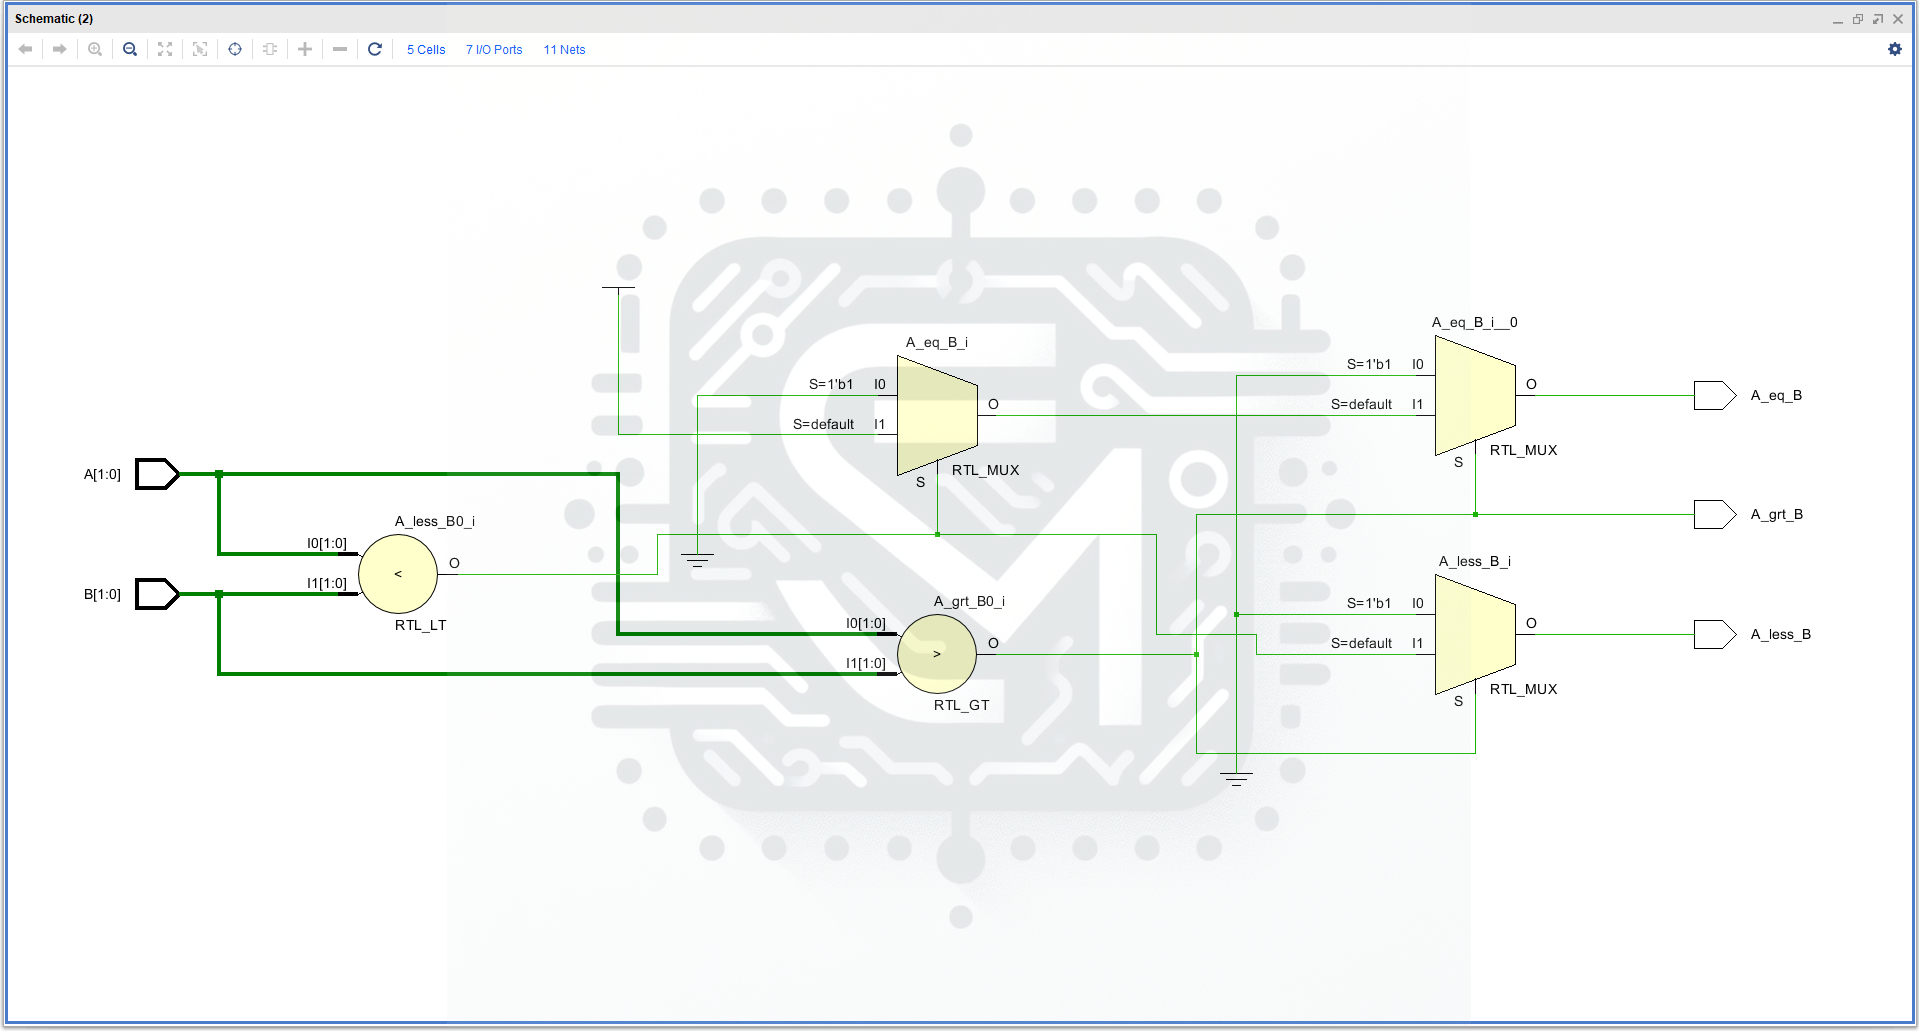 Schematic (2)
5 Cells 7 I/O Ports 11 Nets
A_eq_B_i__0
A_eq_B_i
S=1'b1 I0
S=1'b1 I0
O
A_eq_B
O
S=default I1
S=default I1
RTL_MUX
S
RTL_MUX
S
A[1:0]
A_grt_B
A_less_B0_i
I0[1:0]
O
<
I1[1:0]
B[1:0]
RTL_LT
A_less_B_i
A_grt_B0_i
S=1'b1 I0
I0[1:0]
O
O
A_less_B
S=default I1
>
I1[1:0]
RTL_MUX
S
RTL_GT